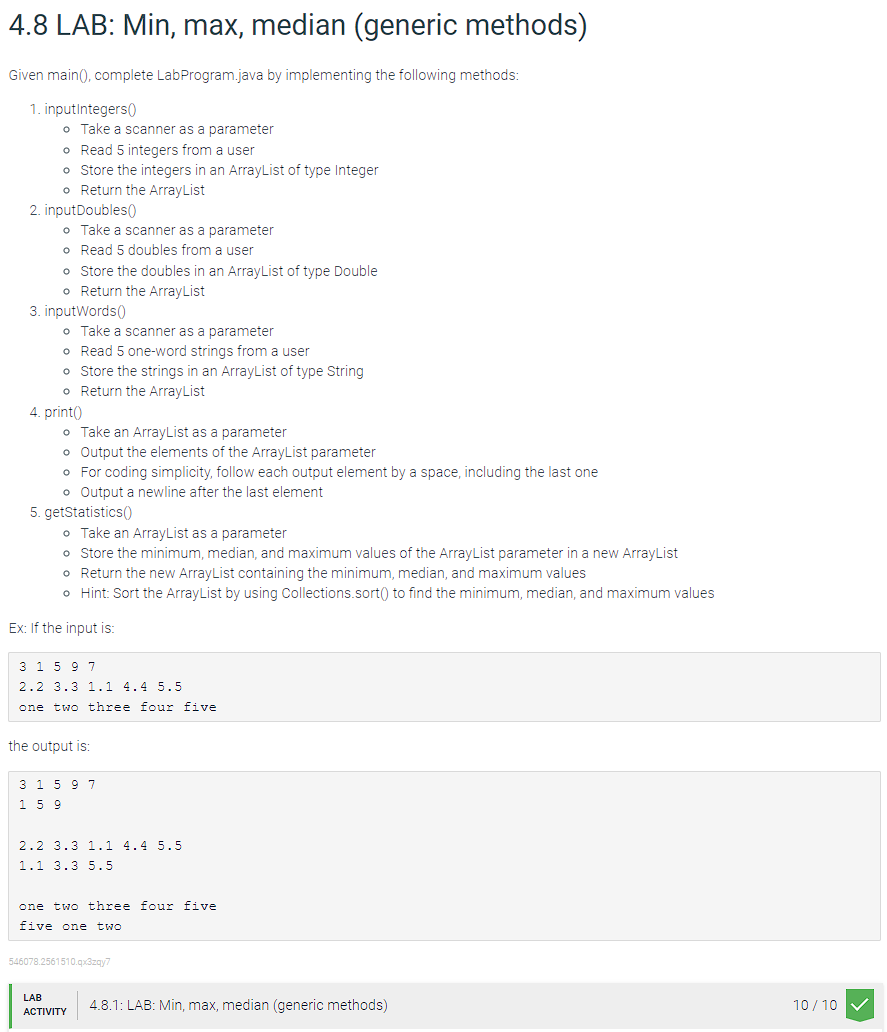 4.8 LAB: Min, max, median (generic methods)
Given main(), complete LabProgram.java by implementing the following methods:
1. inputIntegers()
Take a scanner as a parameter
Read 5 integers from a user
Store the integers in an ArrayList of type Integer
Return the ArrayList
2. inputDoubles()
Take a scanner as a parameter
Read 5 doubles from a user
Store the doubles in an ArrayList of type Double
Return the ArrayList
3. inputWords()
Take a scanner as a parameter
Read 5 one-word strings from a user
Store the strings in an ArrayList of type String
Return the ArrayList
4. print()
Take an ArrayList as a parameter
Output the elements of the ArrayList parameter
For coding simplicity, follow each output element by a space, including the last one
Output a newline after the last element
5. getStatistics()
Take an ArrayList as a parameter
Store the minimum, median, and maximum values of the ArrayList parameter in a new ArrayList
Return the new ArrayList containing the minimum, median, and maximum values
Hint: Sort the ArrayList by using Collections.sort() to find the minimum, median, and maximum values
Ex: If the input is:
3 1 5 9 7
2.2 3.3 1.1 4.4 5.5
one two three four five
the output is:
3 1 5 9 7
1 5 9
2.2 3.3 1.1 4.4 5.5
1.1 3.3 5.5
one two three four five
five one two
546078.2561510.qx3zqy7
LAB
ACTIVITY
4.8.1: LAB: Min, max, median (generic methods)
10 / 10